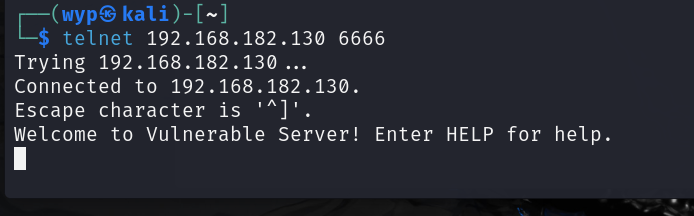 ┌──(wyp㉿kali)-[~]
└─$ telnet 192.168.182.130 6666
Trying 192.168.182.130...
Connected to 192.168.182.130.
Escape character is '^]'.
Welcome to Vulnerable Server! Enter HELP for help.